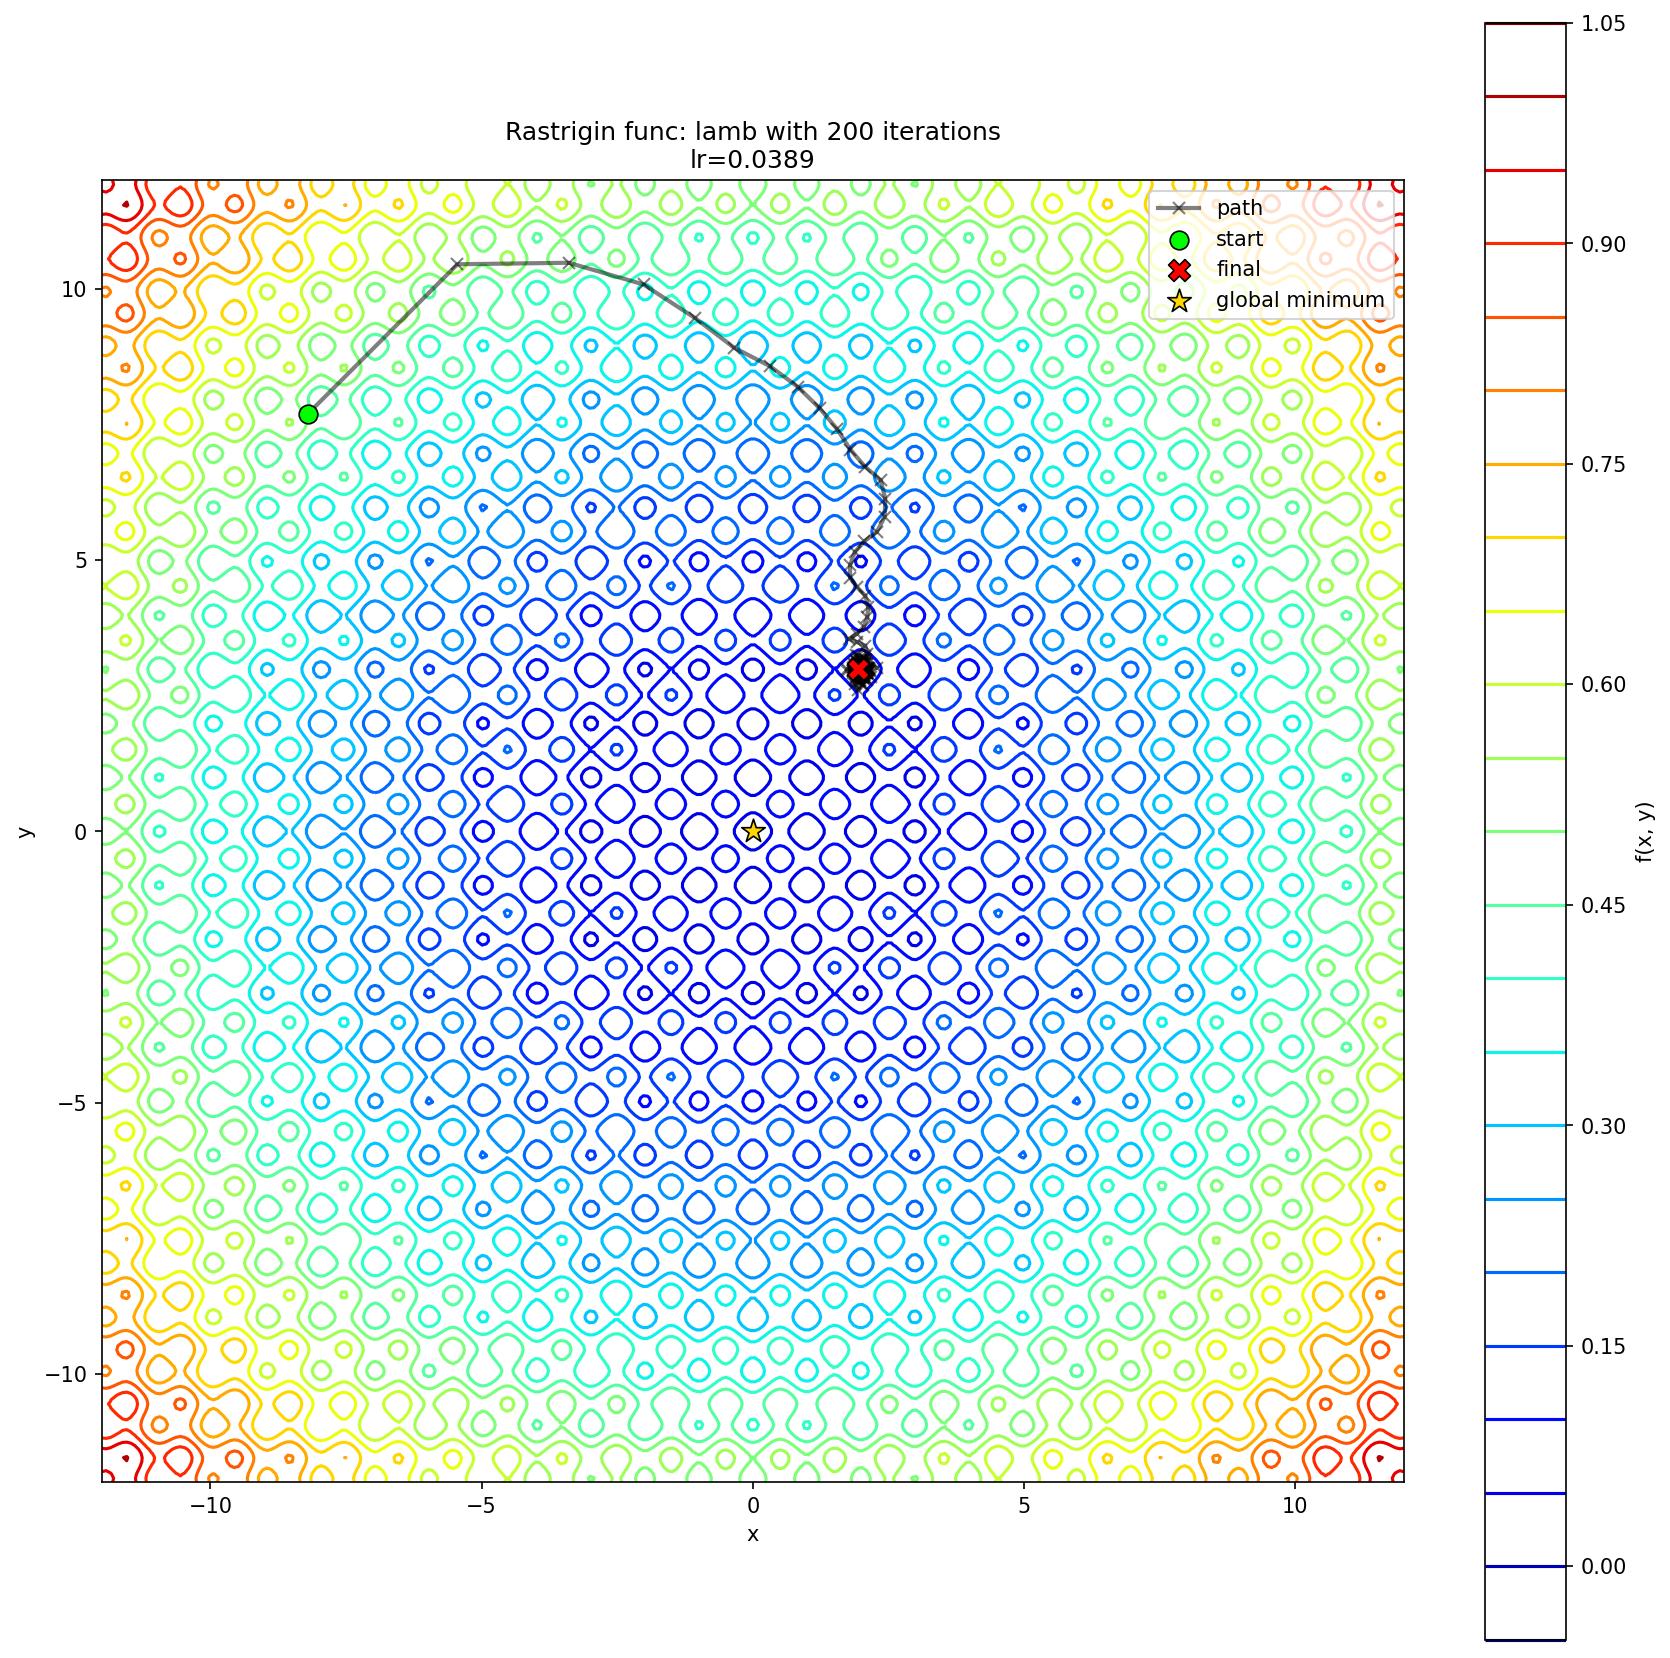 Rastrigin func: lamb with 200 iterations
lr=0.0389
path
start
final
global minimum
10
5
0
−5
−10
y
−10
−5
0
5
10
x
1.05
0.90
0.75
0.60
0.45
0.30
0.15
0.00
f(x, y)